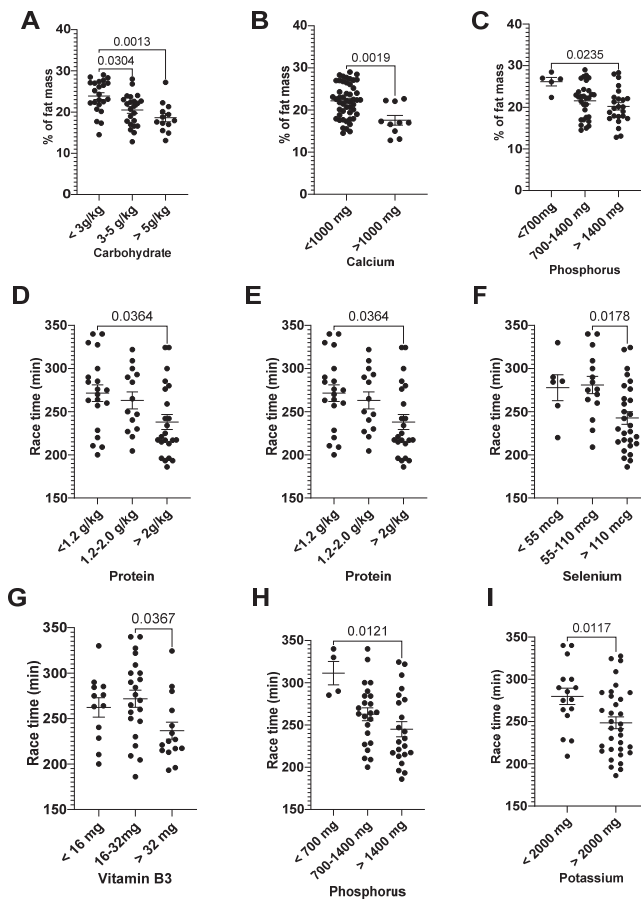 A
% of fat mass
40
30
20
10
0
0.0013
0.0304
< 3g/kg
3-5 g/kg
> 5g/kg
Carbohydrate
B
% of fat mass
40
30
20
10
0
0.0019
<1000 mg
>1000 mg
Calcium
C
% of fat mass
40
30
20
10
0
0.0235
<700mg
700-1400 mg
> 1400 mg
Phosphorus
D
Race time (min)
350
300
250
200
150
0.0364
<1.2 g/kg
1.2-2.0 g/kg
> 2g/kg
Protein
E
Race time (min)
350
300
250
200
150
0.0364
<1.2 g/kg
1.2-2.0 g/kg
> 2g/kg
Protein
F
Race time (min)
350
300
250
200
150
0.0178
< 55 mcg
55-110 mcg
> 110 mcg
Selenium
G
Race time (min)
350
300
250
200
150
0.0367
< 16 mg
16-32mg
> 32 mg
Vitamin B3
H
Race time (min)
350
300
250
200
150
0.0121
< 700 mg
700-1400 mg
> 1400 mg
Phosphorus
I
Race time (min)
350
300
250
200
150
0.0117
< 2000 mg
> 2000 mg
Potassium